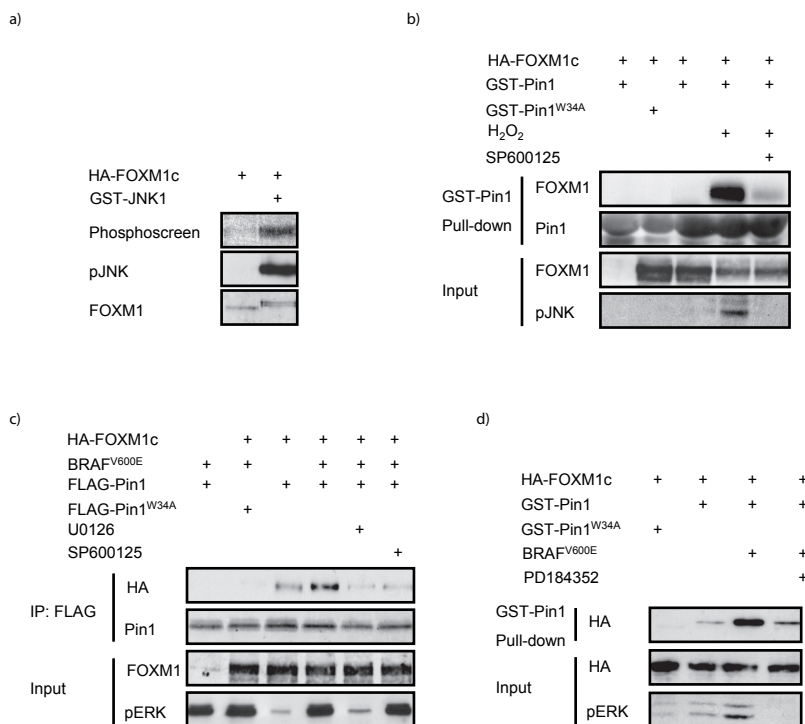 a)
HA-FOXM1c + +
GST-JNK1 +
Phosphoscreen
pJNK
FOXM1
b)
HA-FOXM1c + + + + +
GST-Pin1 + + + +
GST-Pin1W34A +
H2O2 + +
SP600125 +
GST-Pin1 Pull-down
FOXM1
Pin1
Input
FOXM1
pJNK
c)
HA-FOXM1c + + + + +
BRAFV600E + + + + +
FLAG-Pin1 + + + + +
FLAG-Pin1W34A +
U0126 +
SP600125 +
IP: FLAG
HA
Pin1
Input
FOXM1
pERK
d)
HA-FOXM1c + + + +
GST-Pin1 + + +
GST-Pin1W34A +
BRAFV600E + +
PD184352 +
GST-Pin1
Pull-down
HA
Input
HA
pERK